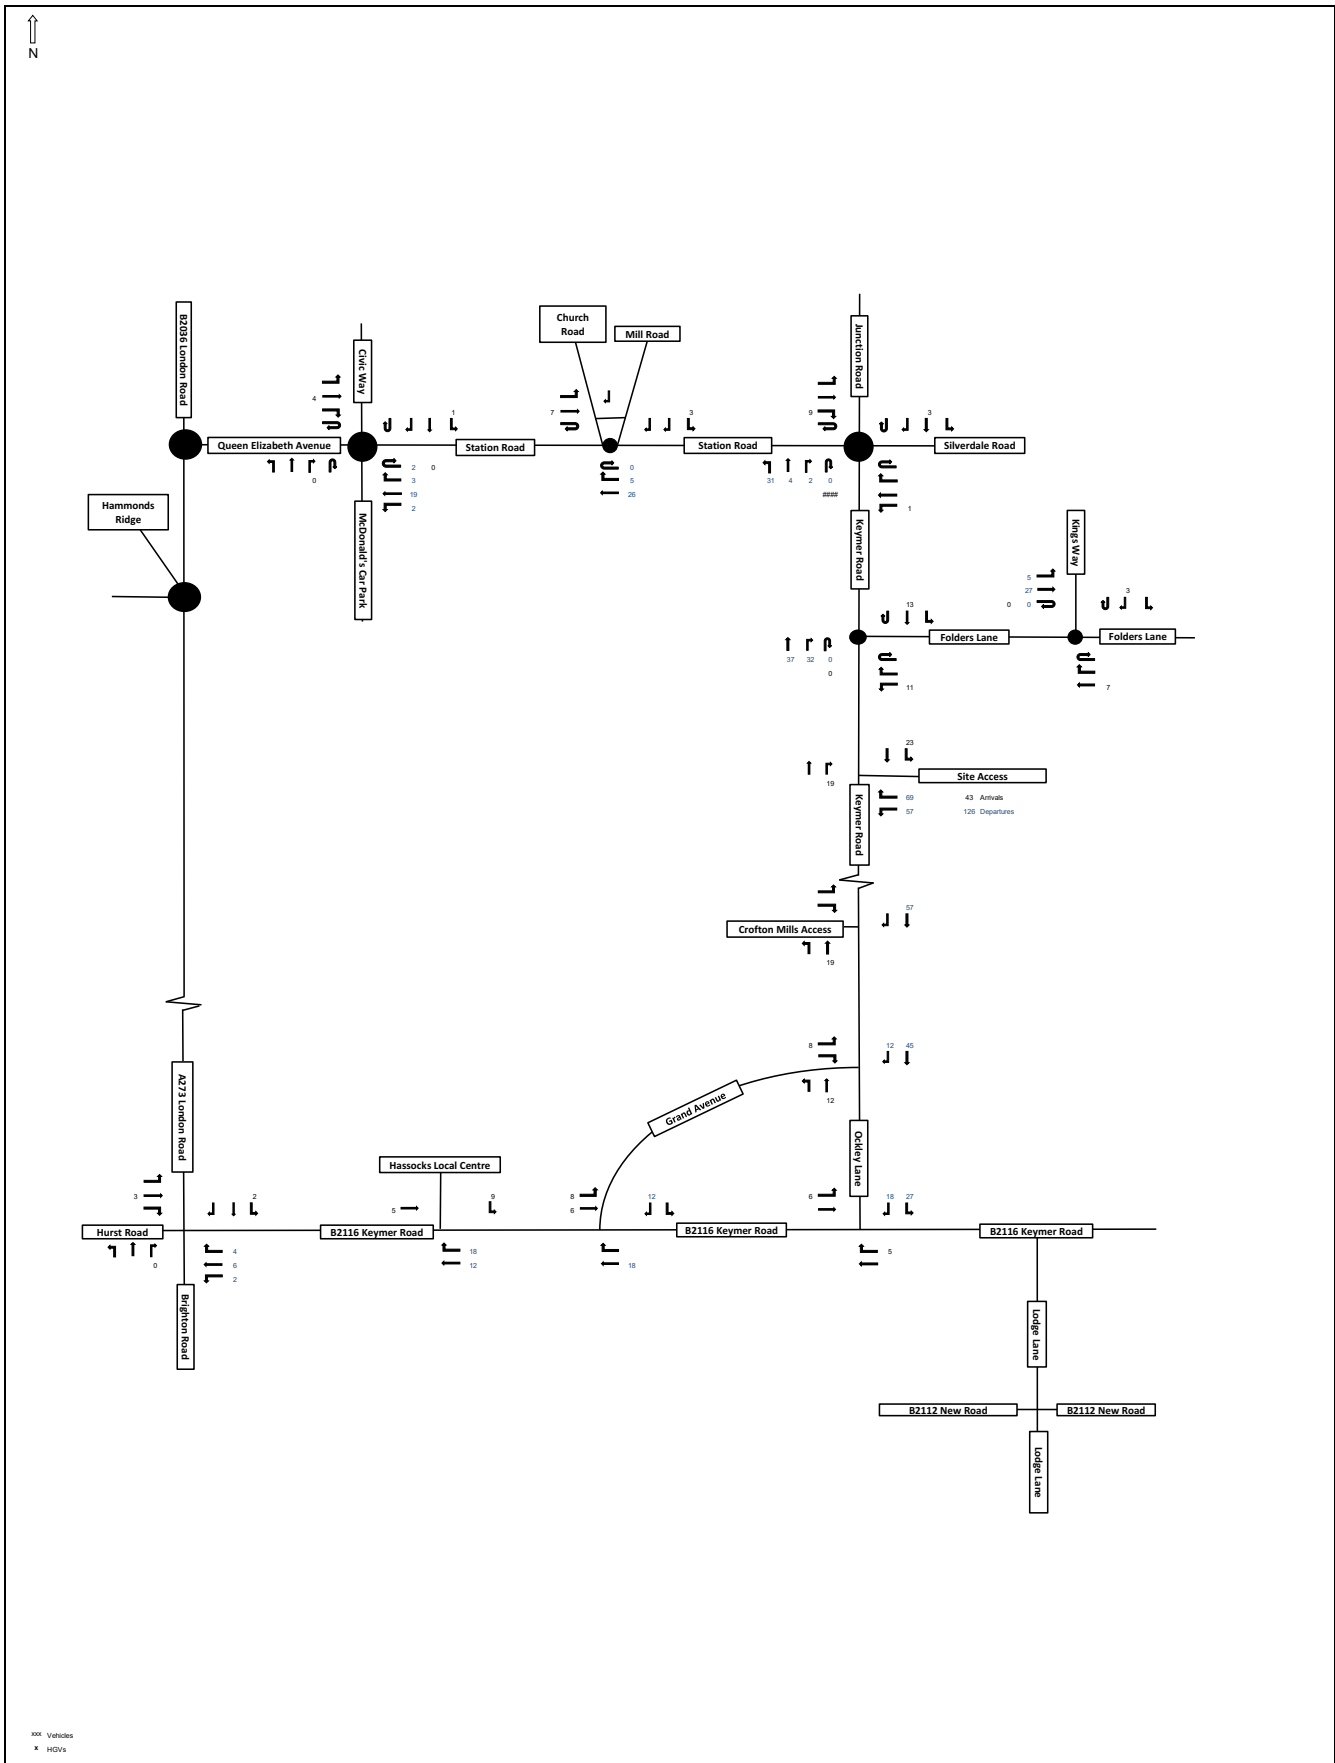 N
B2036 London Road
Civic Way
Church
Road
Mill Road
Junction Road
4
1
7
3
9
3
Queen Elizabeth Avenue
Station Road
Station Road
Silverdale Road
0
2 0
3
19
2
0
5
26
31 4 2 0
####
1
Hammonds
Ridge
McDonald's Car Park
Keymer Road
Kings Way
5
27
0 0
3
13
Folders Lane
Folders Lane
37 32 0
0
11
7
23
19
Site Access
69
57
43 Arrivals
126 Departures
Keymer Road
57
Crofton Mills Access
19
8
12 45
12
Grand Avenue
A273 London Road
Ockley Lane
Hassocks Local Centre
3
2
5
9
8
6
12
6
18 27
Hurst Road
B2116 Keymer Road
B2116 Keymer Road
B2116 Keymer Road
0
4
6
2
18
12
18
5
Brighton Road
Lodge Lane
B2112 New Road
B2112 New Road
Lodge Lane
xxx Vehicles
x HGVs